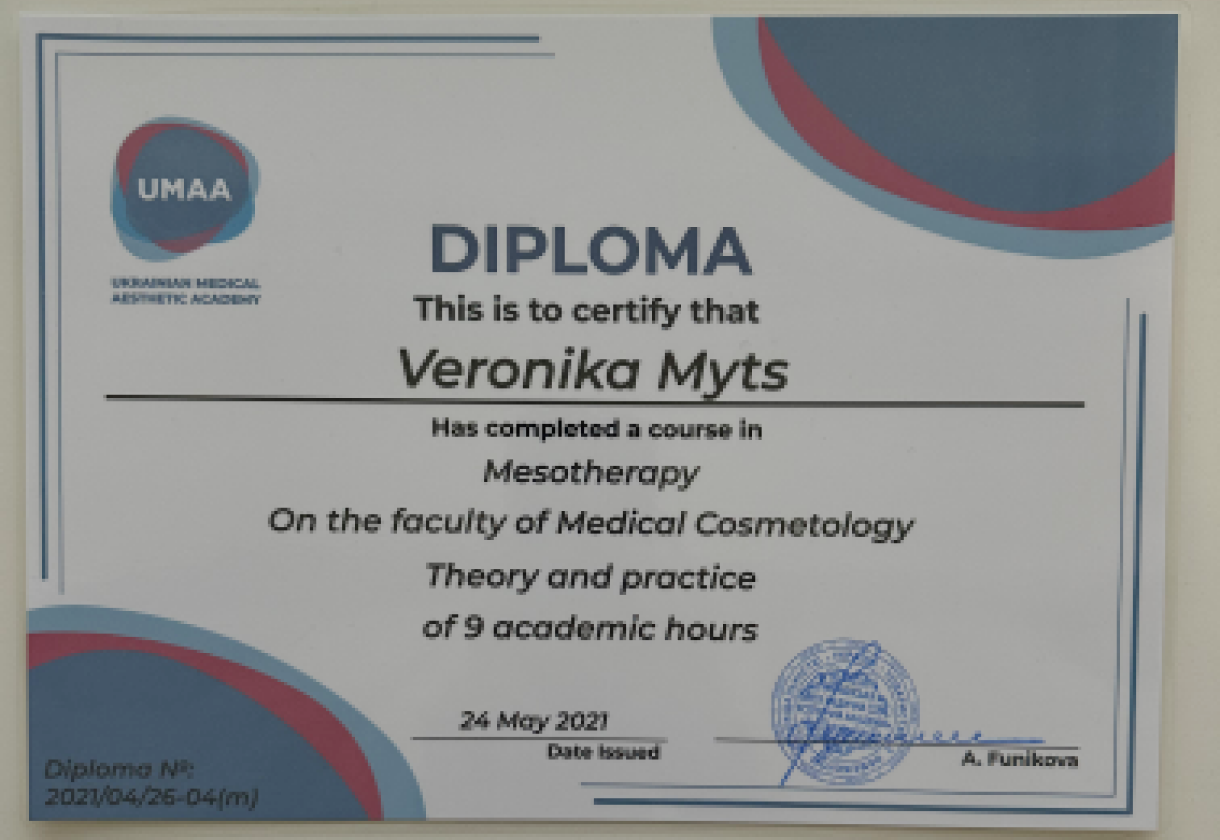 UMAA
UKRAINIAN MEDICAL
AESTHETIC ACADEMY
DIPLOMA
This is to certify that
Veronika Myts
Has completed a course in
Mesotherapy
On the faculty of Medical Cosmetology
Theory and practice
of 9 academic hours
24 May 2021
Date Issued
A. Funikova
Diploma №:
2021/04/26-04(m)